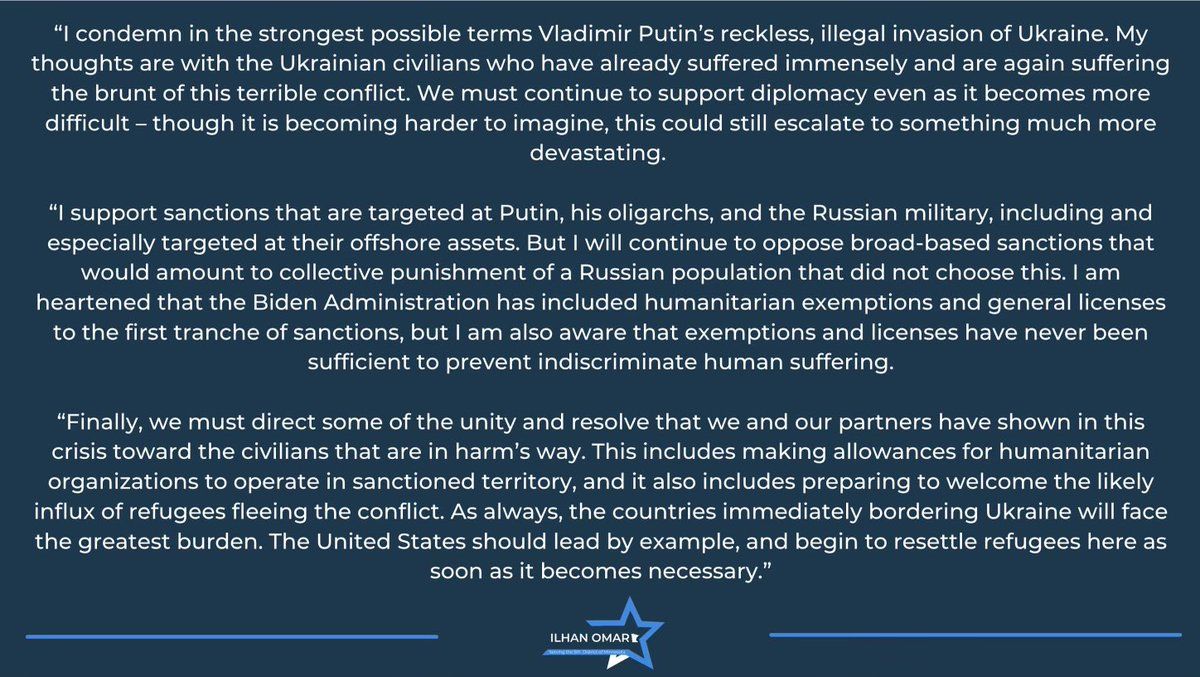 “I condemn in the strongest possible terms Vladimir Putin’s reckless, illegal invasion of Ukraine. My
thoughts are with the Ukrainian civilians who have already suffered immensely and are again suffering
the brunt of this terrible conflict. We must continue to support diplomacy even as it becomes more
difficult – though it is becoming harder to imagine, this could still escalate to something much more
devastating.
“I support sanctions that are targeted at Putin, his oligarchs, and the Russian military, including and
especially targeted at their offshore assets. But I will continue to oppose broad-based sanctions that
would amount to collective punishment of a Russian population that did not choose this. I am
heartened that the Biden Administration has included humanitarian exemptions and general licenses
to the first tranche of sanctions, but I am also aware that exemptions and licenses have never been
sufficient to prevent indiscriminate human suffering.
“Finally, we must direct some of the unity and resolve that we and our partners have shown in this
crisis toward the civilians that are in harm’s way. This includes making allowances for humanitarian
organizations to operate in sanctioned territory, and it also includes preparing to welcome the likely
influx of refugees fleeing the conflict. As always, the countries immediately bordering Ukraine will face
the greatest burden. The United States should lead by example, and begin to resettle refugees here as
soon as it becomes necessary.”
ILHAN OMAR
Serving the 5th District of Minnesota